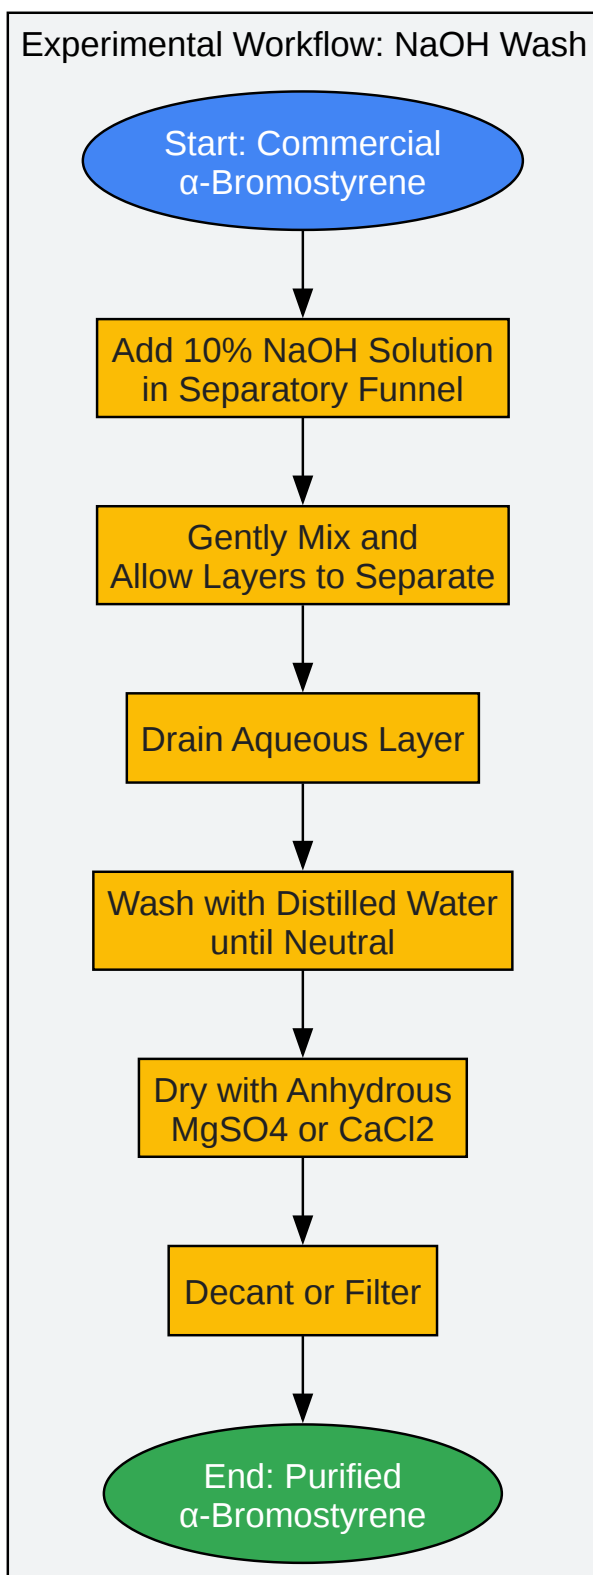 Experimental Workflow: NaOH Wash
Start: Commercial
α-Bromostyrene
Add 10% NaOH Solution
in Separatory Funnel
Gently Mix and
Allow Layers to Separate
Drain Aqueous Layer
Wash with Distilled Water
until Neutral
Dry with Anhydrous
MgSO4 or CaCl2
Decant or Filter
End: Purified
α-Bromostyrene